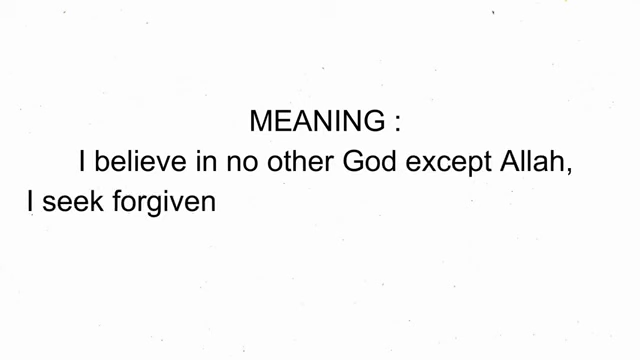 MEANING :
I believe in no other God except Allah,
I seek forgiven